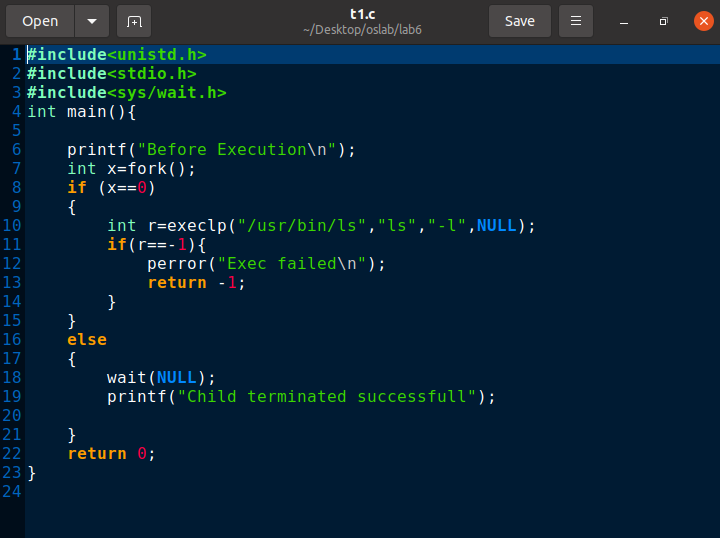 Open
t1.c
~/Desktop/oslab/lab6
Save
1 #include<unistd.h>
2 #include<stdio.h>
3 #include<sys/wait.h>
4 int main(){
5
6     printf("Before Execution\n");
7     int x=fork();
8     if (x==0)
9     {
10         int r=execlp("/usr/bin/ls","ls","-l",NULL);
11         if(r==-1){
12             perror("Exec failed\n");
13             return -1;
14         }
15     }
16     else
17     {
18         wait(NULL);
19         printf("Child terminated successfull");
20
21     }
22     return 0;
23 }
24